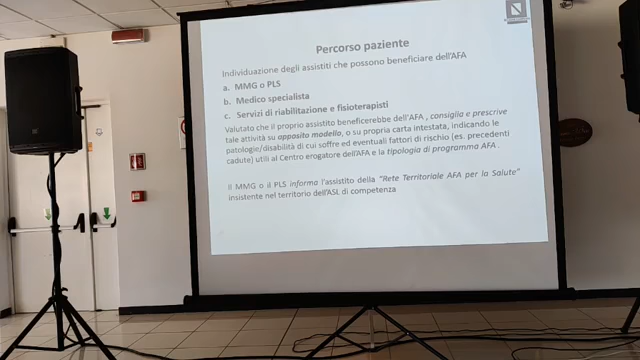 Percorso paziente
Individuazione degli assistiti che possono beneficiare dell'AFA
a. MMG o PLS
b. Medico specialista
c. Servizi di riabilitazione e fisioterapisti
Valutato che il proprio assistito beneficerebbe dell'AFA , consiglia e prescrive
tale attività su apposito modello, o su propria carta intestata, indicando le
patologie/disabilità di cui soffre ed eventuali fattori di rischio (es. precedenti
cadute) utili al Centro erogatore dell'AFA e la tipologia di programma AFA .
Il MMG o il PLS informa l'assistito della "Rete Territoriale AFA per la Salute"
insistente nel territorio dell'ASL di competenza